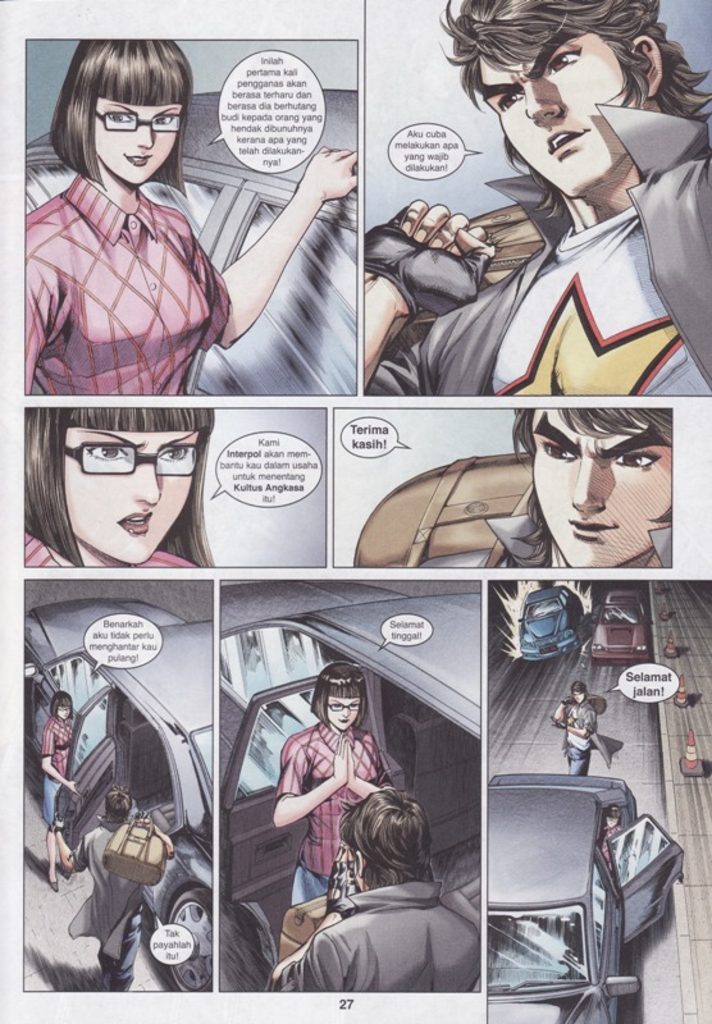 Inilah
pertama kali
pengganas akan
berasa terharu dan
berasa dia berhutang
budi kepada orang yang
hendak dibunuhnya
kerana apa yang
telah dilakukan-
nya!
Aku cuba
melakukan apa
yang wajib
dilakukan!
Kami
Interpol akan mem-
bantu kau dalam usaha
untuk menentang
Kultus Angkasa
itu!
Terima
kasih!
Benarkah
aku tidak perlu
menghantar kau
pulang!
Tak
payahlah
itu!
Selamat
tinggal!
Selamat
jalan!
27